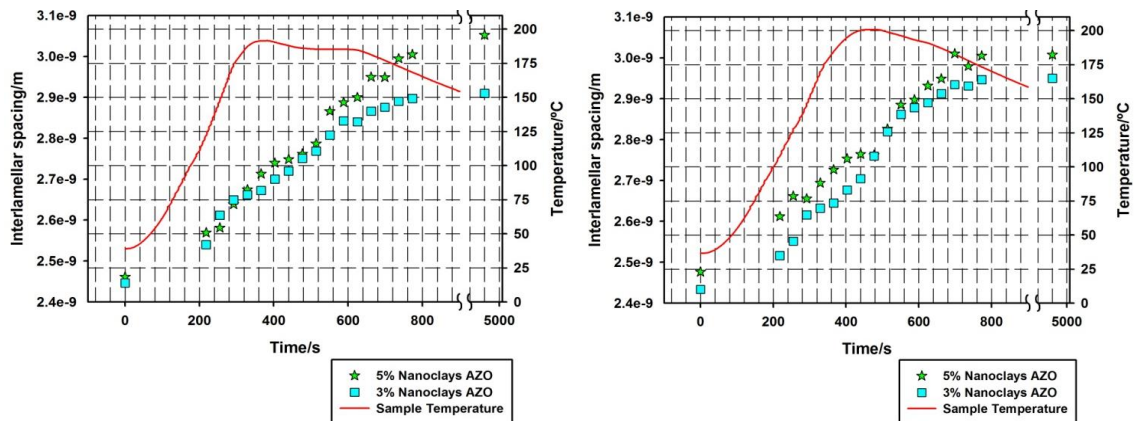 3.1e-9
3.0e-9
2.9e-9
2.8e-9
2.7e-9
2.6e-9
2.5e-9
2.4e-9
Interlamellar spacing/m
200
175
150
125
100
75
50
25
0
Temperature/ºC
0 200 400 600 800 5000
Time/s
5% Nanoclays AZO
3% Nanoclays AZO
Sample Temperature
3.1e-9
3.0e-9
2.9e-9
2.8e-9
2.7e-9
2.6e-9
2.5e-9
2.4e-9
Interlamellar spacing/m
200
175
150
125
100
75
50
25
0
Temperature/ºC
0 200 400 600 800 5000
Time/s
5% Nanoclays AZO
3% Nanoclays AZO
Sample Temperature